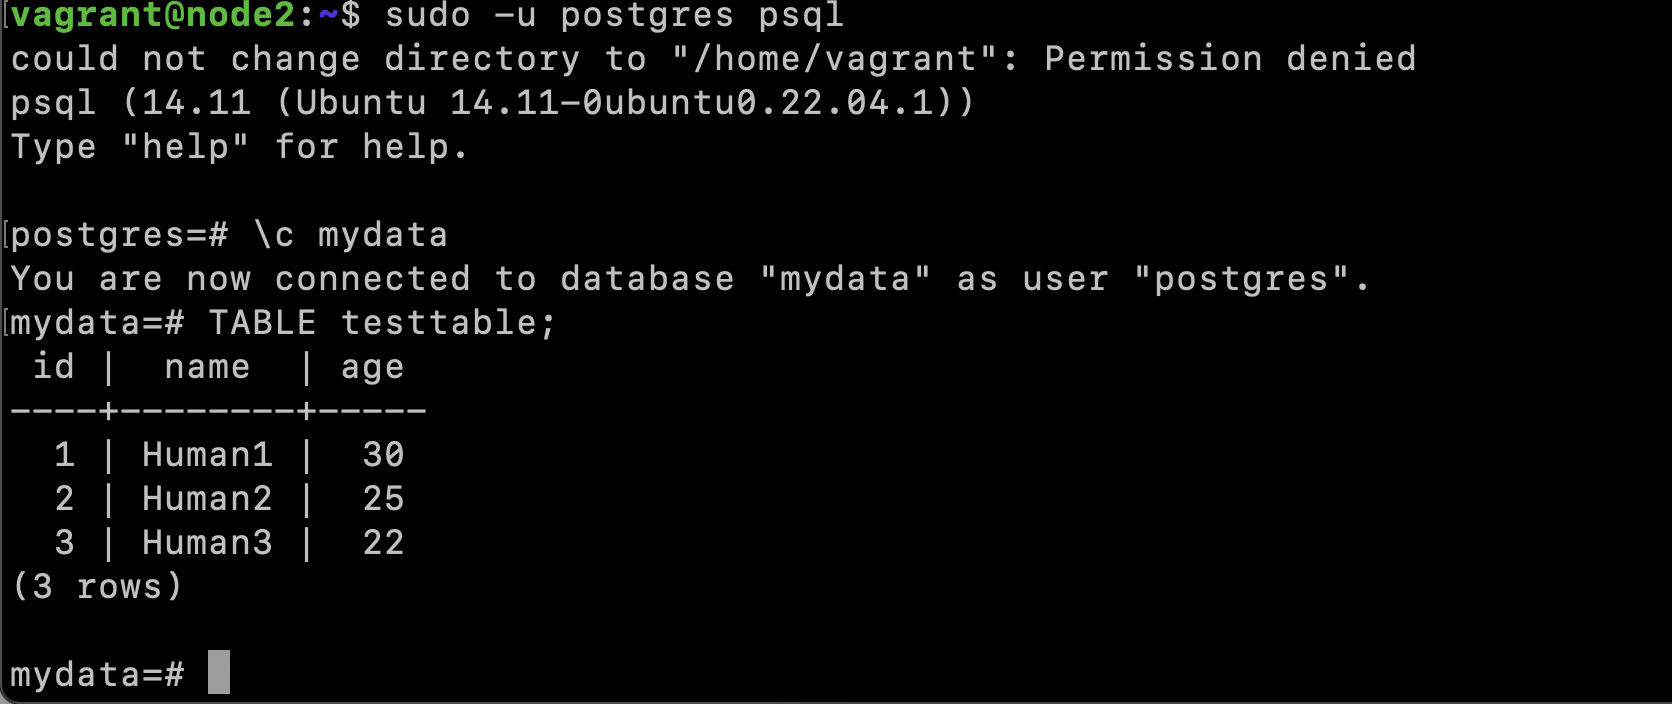 vagrant@node2:~$ sudo -u postgres psql
could not change directory to "/home/vagrant": Permission denied
psql (14.11 (Ubuntu 14.11-0ubuntu0.22.04.1))
Type "help" for help.
postgres=# \c mydata
You are now connected to database "mydata" as user "postgres".
mydata=# TABLE testtable;
 id |  name  | age
----+--------+-----
  1 | Human1 |  30
  2 | Human2 |  25
  3 | Human3 |  22
(3 rows)
mydata=#